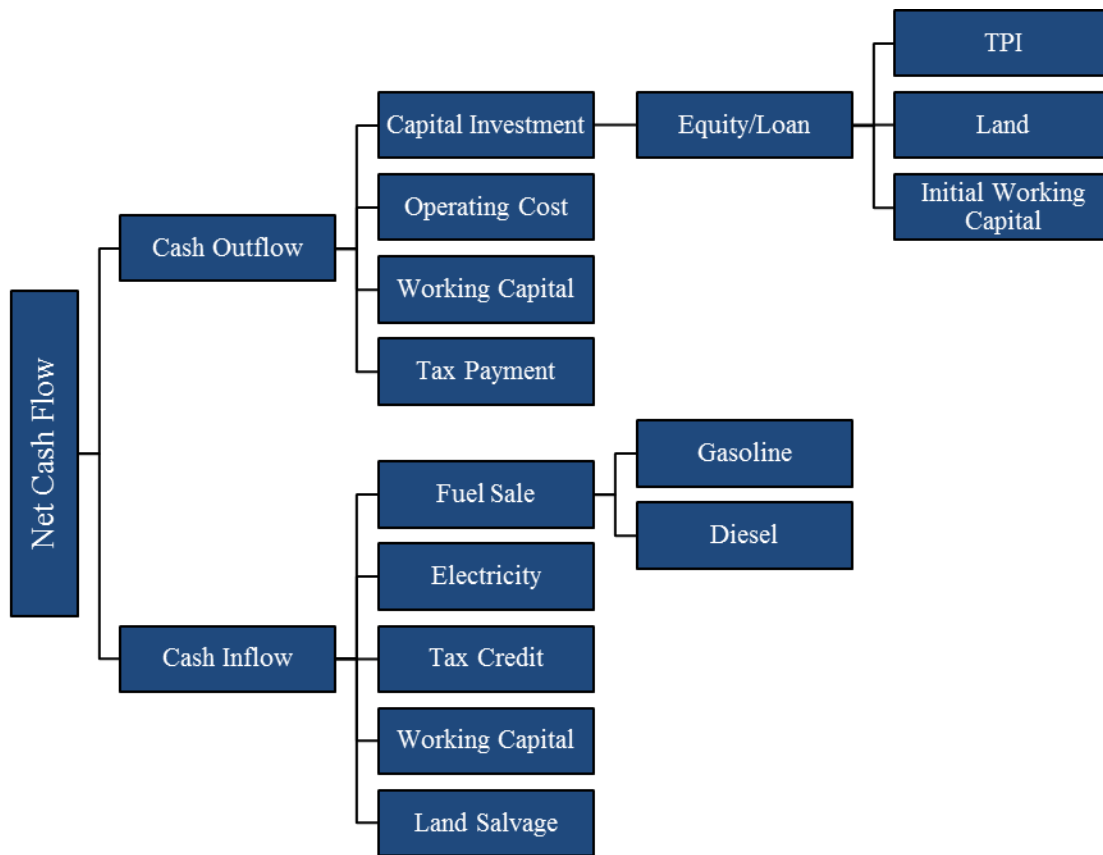 Net Cash Flow
Cash Outflow
Capital Investment
Equity/Loan
TPI
Land
Initial Working
Capital
Operating Cost
Working Capital
Tax Payment
Cash Inflow
Fuel Sale
Gasoline
Diesel
Electricity
Tax Credit
Working Capital
Land Salvage